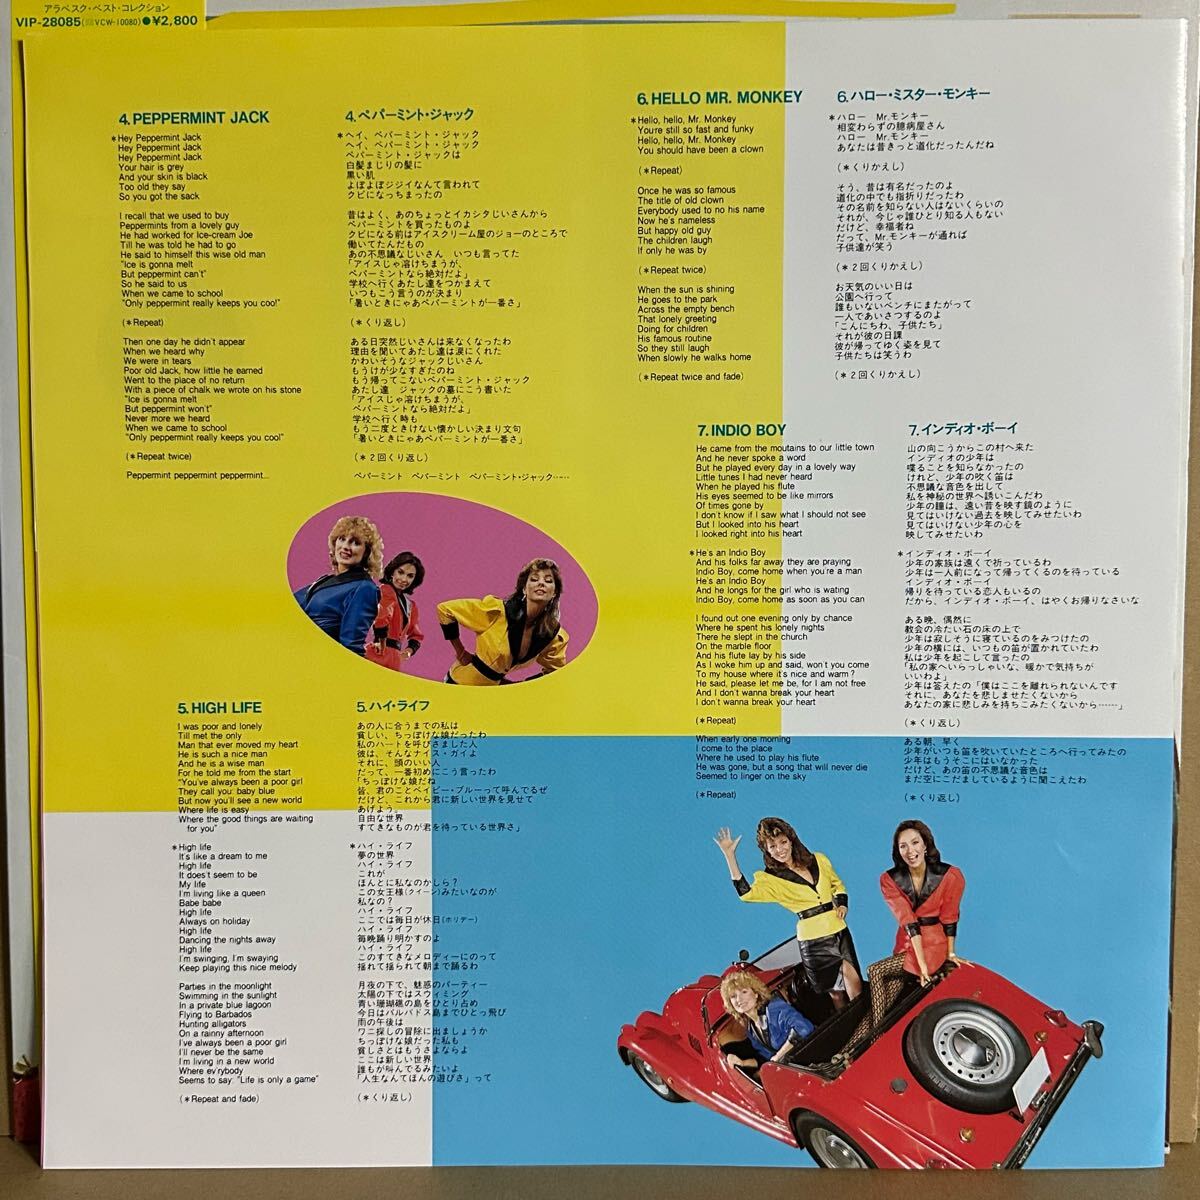 アラベスク・ベスト・コレクション
VIP-28085(VCW-10080)●¥2,800
4. PEPPERMINT JACK
*Hey Peppermint Jack
Hey Peppermint Jack
Hey Peppermint Jack
Your hair is grey
And your skin is black
Too old they say
So you got the sack
I recall that we used to buy
Peppermints from a lovely guy
He had worked for Ice-cream Joe
Till he was told he had to go
He said to himself this wise old man
"Ice is gonna melt
But peppermint can't"
So he said to us
When we came to school
"Only peppermint really keeps you cool"
(*Repeat)
Then one day he didn't appear
When we heard why
We were in tears
Poor old Jack, how little he earned
Went to the place of no return
With a piece of chalk we wrote on his stone
"Ice is gonna melt
But peppermint won't"
Never more we heard
When we came to school
"Only peppermint really keeps you cool"
(*Repeat twice)
Peppermint peppermint peppermint...
4. ペパーミント・ジャック
*ヘイ、ペパーミント・ジャック
ヘイ、ペパーミント・ジャック
ペパーミント・ジャックは
白髪まじりの髪に
黒い肌
よぼよぼジジイなんて言われて
クビになっちまったの
昔はよく、あのちょっとイカシタじいさんから
ペパーミントを買ったものよ
クビになる前はアイスクリーム屋のジョーのところで
働いてたんだもの
あの不思議なじいさん いつも言ってた
「アイスじゃ溶けちまうが、
ペパーミントなら絶対だよ」
学校へ行くあたし達をつかまえて
いつもこう言うのが決まり
「暑いときにゃあペパーミントが一番さ」
(*くり返し)
ある日突然じいさんは来なくなったわ
理由を聞いてあたし達は涙にくれた
かわいそうなジャックじいさん
もうけが少なすぎたのね
もう帰ってこないペパーミント・ジャック
あたし達 ジャックの墓にこう書いた
「アイスじゃ溶けちまうが、
ペパーミントなら絶対だよ」
学校へ行く時も
もう二度ときけない懐かしい決まり文句
「暑いときにゃあペパーミントが一番さ」
(*2回くり返し)
ペパーミント ペパーミント ペパーミント・ジャック……
5. HIGH LIFE
I was poor and lonely
Till met the only
Man that ever moved my heart
He is such a nice man
And he is a wise man
For he told me from the start
"You've always been a poor girl
They call you: baby blue
But now you'll see a new world
Where life is easy
Where the good things are waiting
for you"
*High life
It's like a dream to me
High life
It does't seem to be
My life
I'm living like a queen
Babe babe
High life
Always on holiday
High life
Dancing the nights away
High life
I'm swinging, I'm swaying
Keep playing this nice melody
Parties in the moonlight
Swimming in the sunlight
In a private blue lagoon
Flying to Barbados
Hunting alligators
On a rainy afternoon
I've always been a poor girl
I'll never be the same
I'm living in a new world
Where ev'rybody
Seems to say: "Life is only a game"
(*Repeat and fade)
5. ハイ・ライフ
あの人に合うまでの私は
貧しい、ちっぽけな娘だったわ
私のハートを呼びさました人
彼は、そんなナイス・ガイよ
それに、頭のいい人
だって、一番初めにこう言ったわ
「ちっぽけな娘だね
皆、君のことベイビー・ブルーって呼んでるぜ
だけど、これから君に新しい世界を見せて
あげよう。
自由な世界
すてきなものが君を待っている世界さ」
*ハイ・ライフ
夢の世界
ハイ・ライフ
これが
ほんとに私なのかしら?
この女王様(クイーン)みたいなのが
私なの?
ハイ・ライフ
ここでは毎日が休日(ホリデー)
ハイ・ライフ
毎晩踊り明かすのよ
ハイ・ライフ
このすてきなメロディーにのって
揺れて揺られて朝まで踊るわ
月夜の下で、魅惑のパーティー
太陽の下ではスウィミング
青い珊瑚礁の島をひとり占め
今日はバルバドス島までひとっ飛び
雨の午後は
ワニ探しの冒険に出ましょうか
ちっぽけな娘だった私も
貧しさとはもうさよならよ
ここは新しい世界
誰もが叫んでるみたいよ
「人生なんてほんの遊びさ」って
(*くり返し)
6. HELLO MR. MONKEY
*Hello, hello, Mr. Monkey
You're still so fast and funky
Hello, hello, Mr. Monkey
You should have been a clown
(*Repeat)
Once he was so famous
The title of old clown
Everybody used to no his name
Now he's nameless
But happy old guy
The children laugh
If only he was by
(*Repeat twice)
When the sun is shining
He goes to the park
Across the empty bench
That lonely greeting
Doing for children
His famous routine
So they still laugh
When slowly he walks home
(*Repeat twice and fade)
6. ハロー・ミスター・モンキー
*ハロー Mr.モンキー
相変わらずの臆病屋さん
ハロー Mr.モンキー
あなたは昔きっと道化だったんだね
(*くりかえし)
そう、昔は有名だったのよ
道化の中でも指折りだったわ
その名前を知らない人はないくらいの
それが、今じゃ誰ひとり知る人もない
だけど、幸福者ね
だって、Mr.モンキーが通れば
子供達が笑う
(*2回くりかえし)
お天気のいい日は
公園へ行って
誰もいないベンチにまたがって
一人であいさつするのよ
「こんにちわ、子供たち」
それが彼の日課
彼が帰ってゆく姿を見て
子供たちは笑うわ
(*2回くりかえし)
7. INDIO BOY
He came from the moutains to our little town
And he never spoke a word
But he played every day in a lovely way
Little tunes I had never heard
When he played his flute
His eyes seemed to be like mirrors
Of times gone by
I don't know if I saw what I should not see
But I looked into his heart
I looked right into his heart
*He's an Indio Boy
And his folks far away they are praying
Indio Boy, come home when you're a man
He's an Indio Boy
And he longs for the girl who is wating
Indio Boy, come home as soon as you can
I found out one evening only by chance
Where he spent his lonely nights
There he slept in the church
On the marble floor
And his flute lay by his side
As I woke him up and said, won't you come
To my house where it's nice and warm?
He said, please let me be, for I am not free
And I don't wanna break your heart
I don't wanna break your heart
(*Repeat)
When early one morning
I come to the place
Where he used to play his flute
He was gone, but a song that will never die
Seemed to linger on the sky
(*Repeat)
7. インディオ・ボーイ
山の向こうからこの村へ来た
インディオの少年は
喋ることを知らなかったの
けれど、少年の吹く笛は
不思議な音色を出して
私を神秘の世界へ誘いこんだわ
少年の瞳は、遠い昔を映す鏡のように
見てはいけない過去を映してみせたいわ
見てはいけない少年の心を
映してみせたいわ
*インディオ・ボーイ
少年の家族は遠くで祈っているわ
少年は一人前になって帰ってくるのを待っている
インディオ・ボーイ
帰りを待っている恋人もいるの
だから、インディオ・ボーイ、はやくお帰りなさいな
ある晩、偶然に
教会の冷たい石の床の上で
少年は寂しそうに寝ているのをみつけたの
少年の横には、いつもの笛が置かれていたわ
私は少年を起こして言ったの
「私の家へいらっしゃいな、暖かで気持ちが
いいわよ」
少年は答えたの「僕はここを離れられないんです
それに、あなたを悲しませたくないから
あなたの家に悲しみを持ちこみたくないから……」
(*くり返し)
ある朝、早く
少年がいつも笛を吹いていたところへ行ってみたの
少年はもうそこにはいなかった
だけど、あの笛の不思議な音色は
まだ空にこだましているように聞こえたわ
(*くり返し)